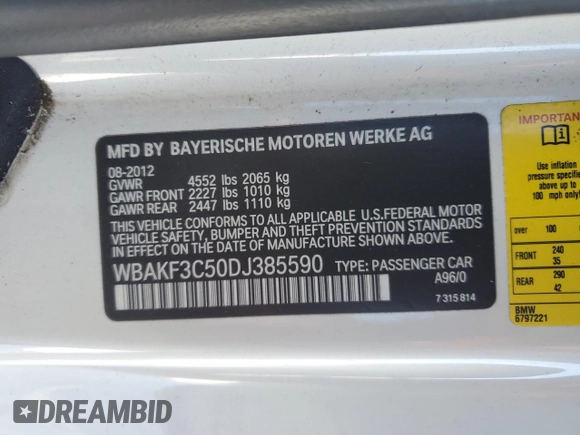 MFD BY BAYERISCHE MOTOREN WERKE AG
08-2012
GVWR 4552 lbs 2065 kg
GAWR FRONT 2227 lbs 1010 kg
GAWR REAR 2447 lbs 1110 kg
THIS VEHICLE CONFORMS TO ALL APPLICABLE U.S.FEDERAL MOTOR
VEHICLE SAFETY, BUMPER AND THEFT PREVENTION STANDARDS
IN EFFECT ON THE DATE OF MANUFACTURE SHOWN ABOVE.
WBAKF3C50DJ385590 TYPE: PASSENGER CAR
A96/0
7 315 814
IMPORTA
Use inflation
pressure specif
above up to
100 mph only!
over 100
FRONT 240
35
REAR 290
42
BMW
6797221
DREAMBID